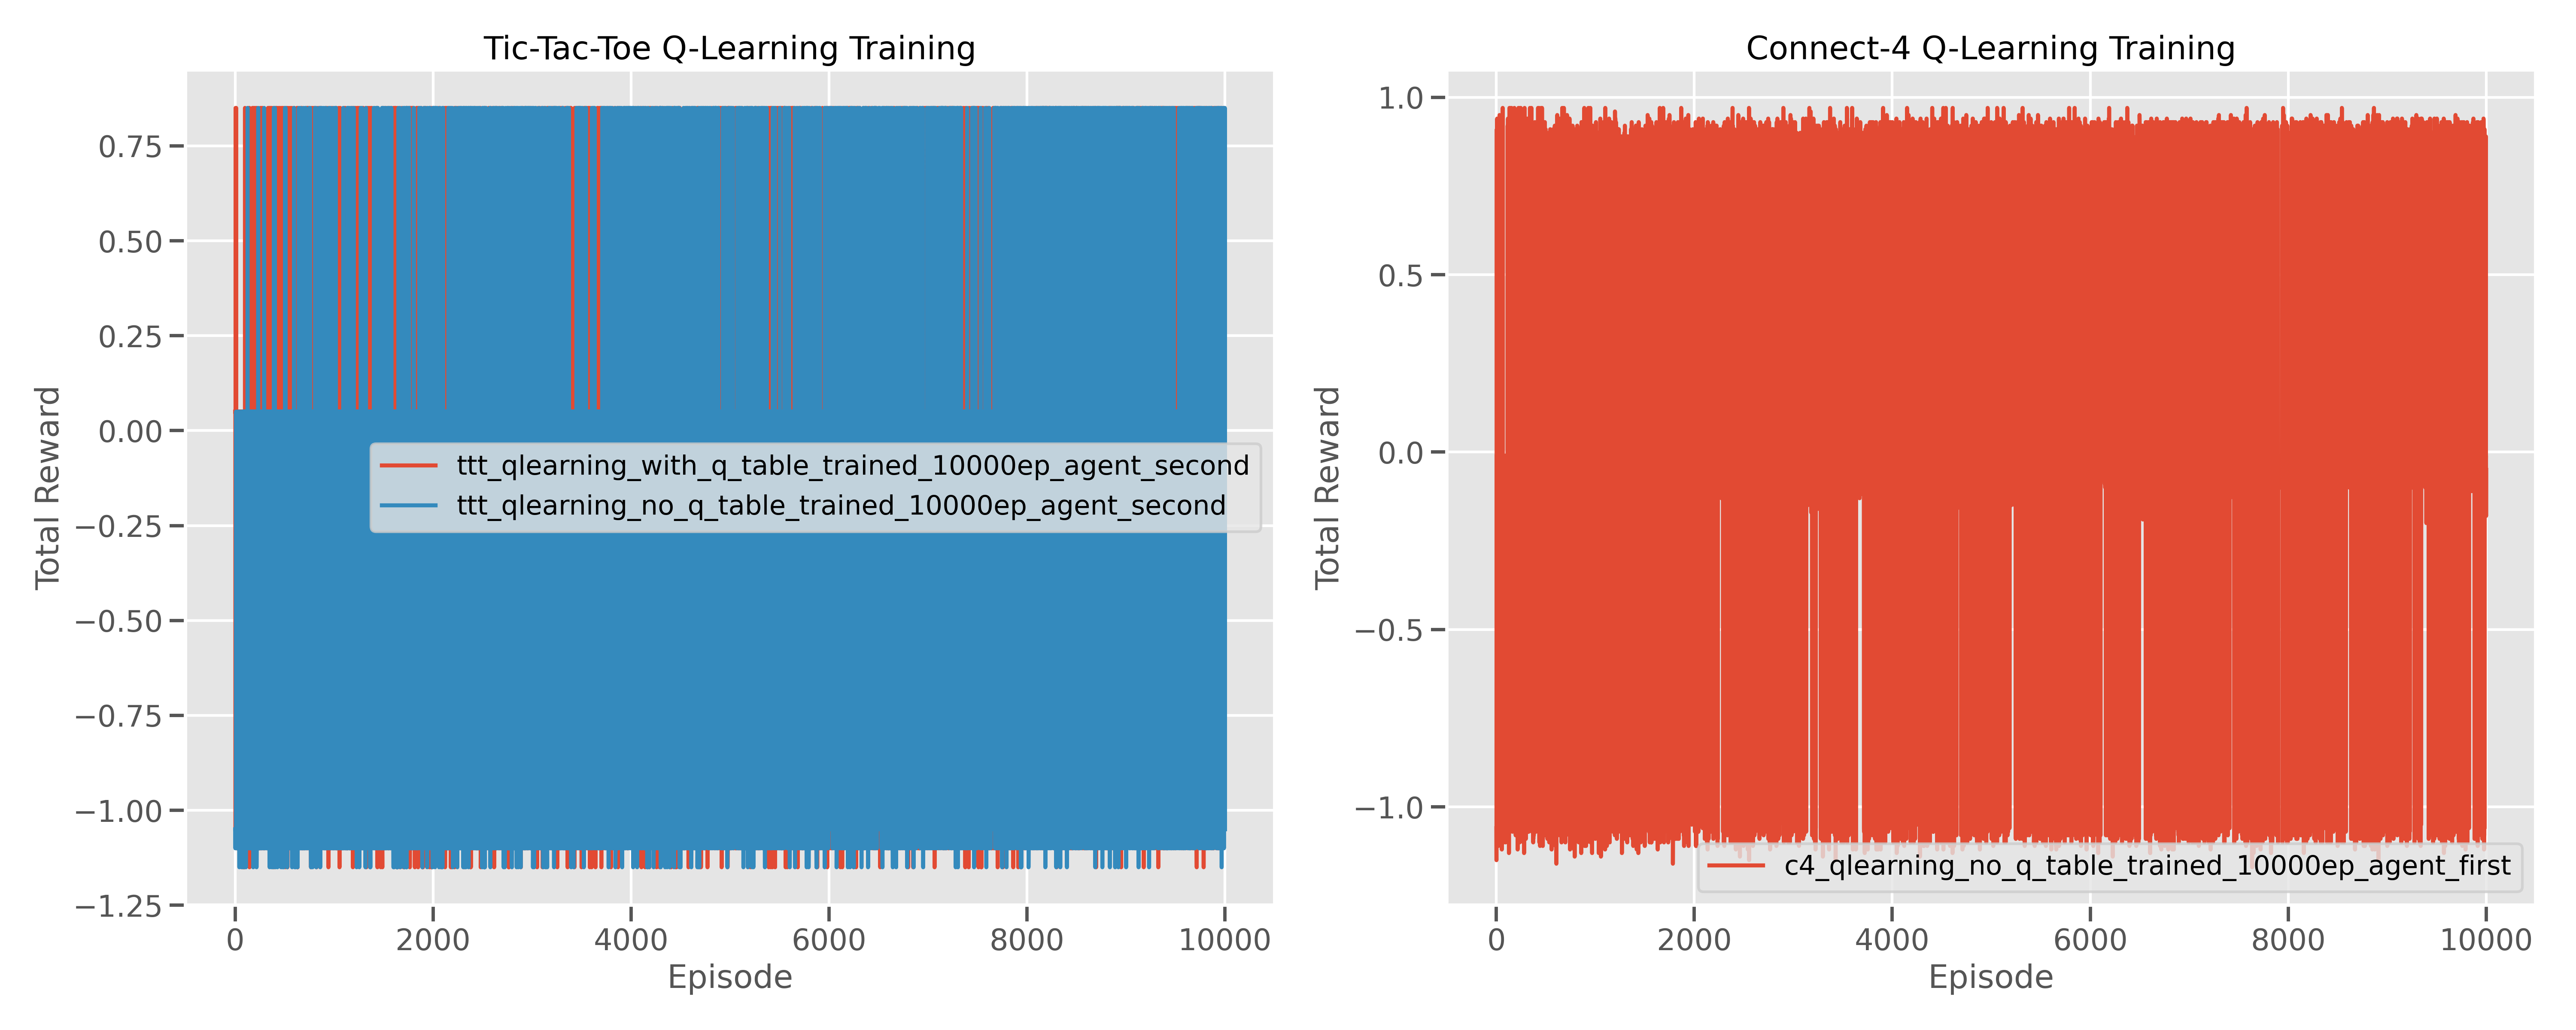 Tic-Tac-Toe Q-Learning Training
Total Reward
0.75
0.50
0.25
0.00
−0.25
−0.50
−0.75
−1.00
−1.25
ttt_qlearning_with_q_table_trained_10000ep_agent_second
ttt_qlearning_no_q_table_trained_10000ep_agent_second
0 2000 4000 6000 8000 10000
Episode
Connect-4 Q-Learning Training
Total Reward
1.0
0.5
0.0
−0.5
−1.0
c4_qlearning_no_q_table_trained_10000ep_agent_first
0 2000 4000 6000 8000 10000
Episode